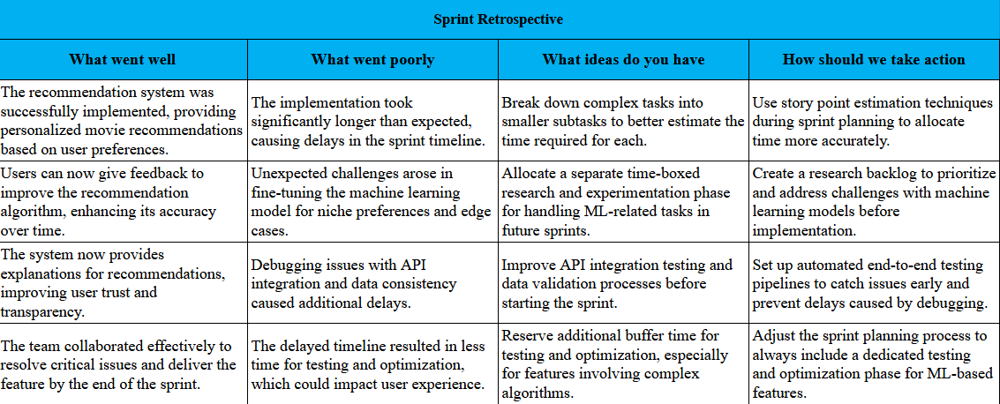 Sprint Retrospective
What went well
What went poorly
What ideas do you have
How should we take action
The recommendation system was
successfully implemented, providing
personalized movie recommendations
based on user preferences.
The implementation took
significantly longer than expected,
causing delays in the sprint timeline.
Break down complex tasks into
smaller subtasks to better estimate the
time required for each.
Use story point estimation techniques
during sprint planning to allocate
time more accurately.
Users can now give feedback to
improve the recommendation
algorithm, enhancing its accuracy
over time.
Unexpected challenges arose in
fine-tuning the machine learning
model for niche preferences and edge
cases.
Allocate a separate time-boxed
research and experimentation phase
for handling ML-related tasks in
future sprints.
Create a research backlog to prioritize
and address challenges with machine
learning models before
implementation.
The system now provides
explanations for recommendations,
improving user trust and
transparency.
Debugging issues with API
integration and data consistency
caused additional delays.
Improve API integration testing and
data validation processes before
starting the sprint.
Set up automated end-to-end testing
pipelines to catch issues early and
prevent delays caused by debugging.
The team collaborated effectively to
resolve critical issues and deliver the
feature by the end of the sprint.
The delayed timeline resulted in less
time for testing and optimization,
which could impact user experience.
Reserve additional buffer time for
testing and optimization, especially
for features involving complex
algorithms.
Adjust the sprint planning process to
always include a dedicated testing
and optimization phase for ML-based
features.